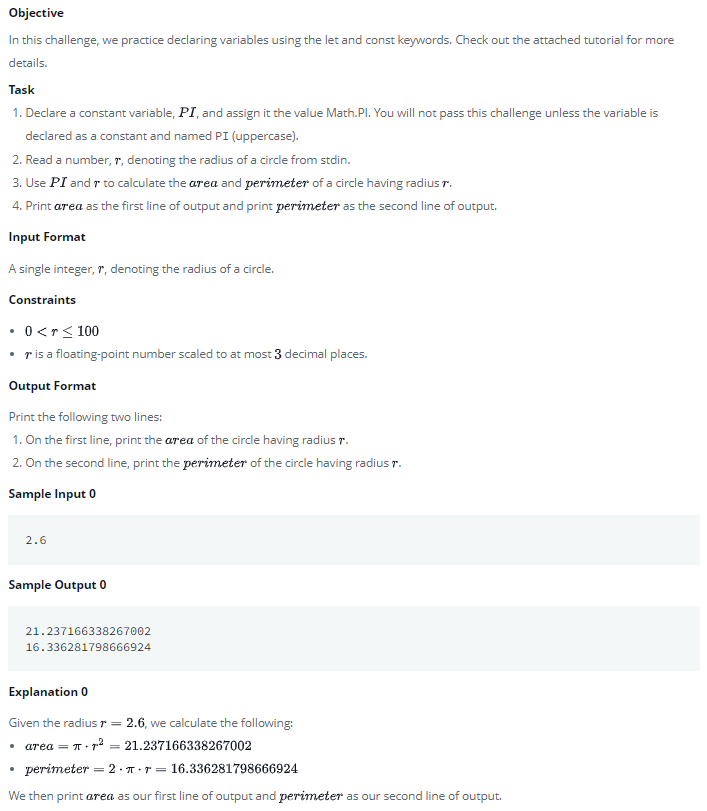 Objective
In this challenge, we practice declaring variables using the let and const keywords. Check out the attached tutorial for more
details.
Task
1. Declare a constant variable, PI, and assign it the value Math.PI. You will not pass this challenge unless the variable is
declared as a constant and named PI (uppercase).
2. Read a number, r, denoting the radius of a circle from stdin.
3. Use PI and r to calculate the area and perimeter of a circle having radius r.
4. Print area as the first line of output and print perimeter as the second line of output.
Input Format
A single integer, r, denoting the radius of a circle.
Constraints
• 0 < r ≤ 100
• r is a floating-point number scaled to at most 3 decimal places.
Output Format
Print the following two lines:
1. On the first line, print the area of the circle having radius r.
2. On the second line, print the perimeter of the circle having radius r.
Sample Input 0
2.6
Sample Output 0
21.237166338267002
16.336281798666924
Explanation 0
Given the radius r = 2.6, we calculate the following:
• area = π · r² = 21.237166338267002
• perimeter = 2 · π · r = 16.336281798666924
We then print area as our first line of output and perimeter as our second line of output.